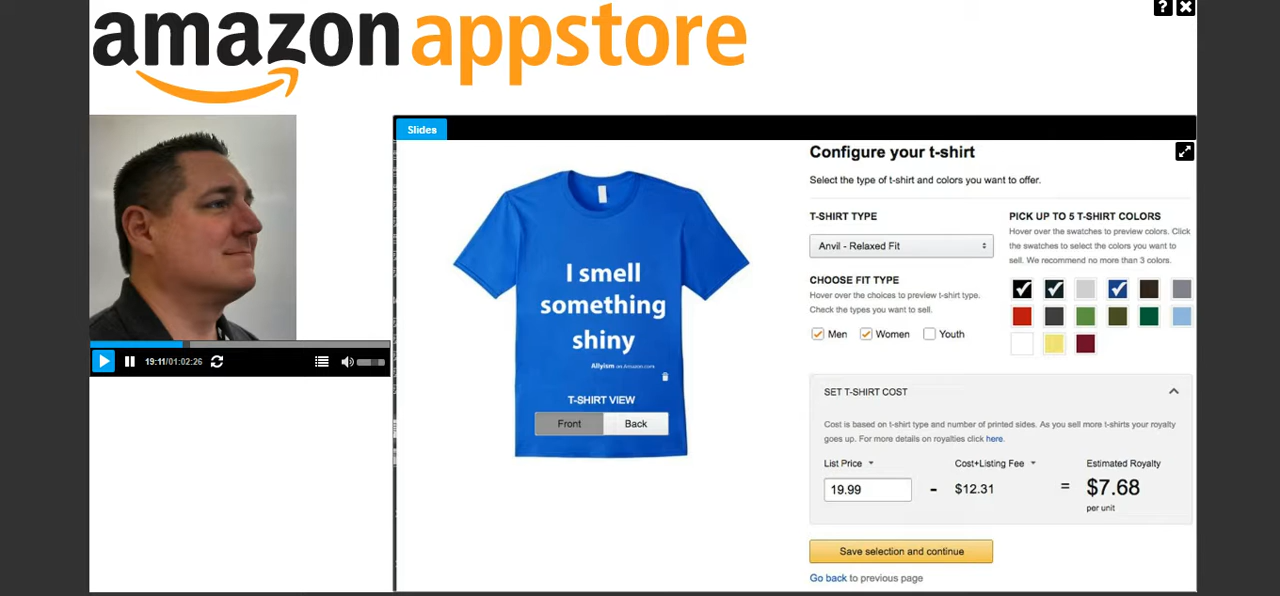 amazon appstore
? ×
Slides
19:11/01:02:26
I smell
something
shiny
Allyism on Amazon.com
T-SHIRT VIEW
Front Back
Configure your t-shirt
Select the type of t-shirt and colors you want to offer.
T-SHIRT TYPE
Anvil - Relaxed Fit
CHOOSE FIT TYPE
Hover over the choices to preview t-shirt type.
Check the types you want to sell.
Men Women Youth
PICK UP TO 5 T-SHIRT COLORS
Hover over the swatches to preview colors. Click
the swatches to select the colors you want to
sell. We recommend no more than 3 colors.
SET T-SHIRT COST
Cost is based on t-shirt type and number of printed sides. As you sell more t-shirts your royalty
goes up. For more details on royalties click here.
List Price Cost+Listing Fee Estimated Royalty
19.99 - $12.31 = $7.68
per unit
Save selection and continue
Go back to previous page